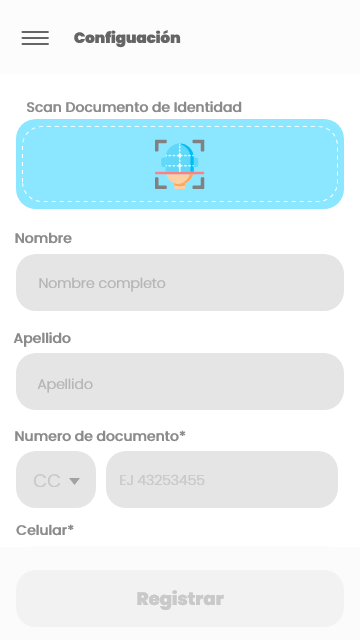 Configuación
Scan Documento de Identidad
Nombre
Nombre completo
Apellido
Apellido
Numero de documento*
CC
EJ 43253455
Celular*
Registrar